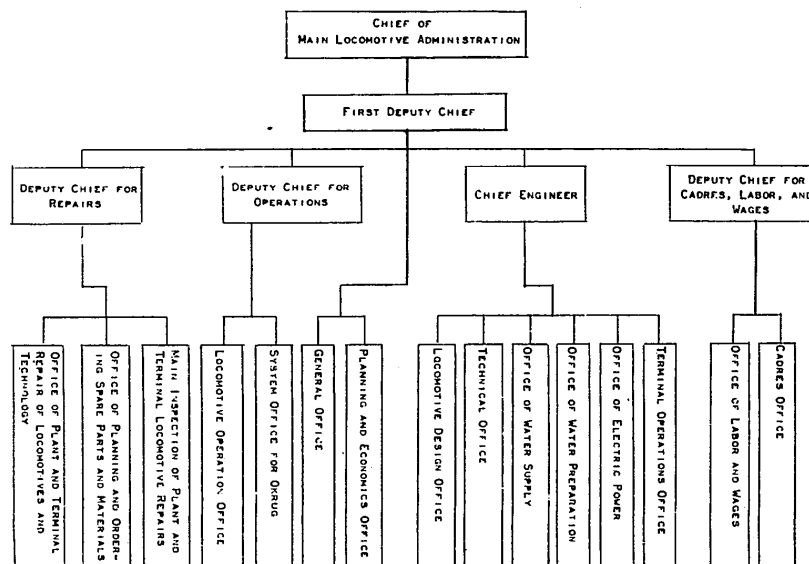 CHIEF OF
MAIN LOCOMOTIVE ADMINISTRATION
FIRST DEPUTY CHIEF
DEPUTY CHIEF FOR
REPAIRS
DEPUTY CHIEF FOR
OPERATIONS
CHIEF ENGINEER
DEPUTY CHIEF FOR
CADRES, LABOR, AND
WAGES
OFFICE OF PLANT AND TERMINAL
REPAIR OF LOCOMOTIVES AND
TECHNOLOGY
OFFICE OF PLANNING AND ORDER-
ING SPARE PARTS AND MATERIALS
MAIN INSPECTION OF PLANT AND
TERMINAL LOCOMOTIVE REPAIRS
LOCOMOTIVE OPERATION OFFICE
SYSTEM OFFICE FOR OKRUG
GENERAL OFFICE
PLANNING AND ECONOMICS OFFICE
LOCOMOTIVE DESIGN OFFICE
TECHNICAL OFFICE
OFFICE OF WATER SUPPLY
OFFICE OF WATER PREPARATION
OFFICE OF ELECTRIC POWER
TERMINAL OPERATIONS OFFICE
OFFICE OF LABOR AND WAGES
CADRES OFFICE